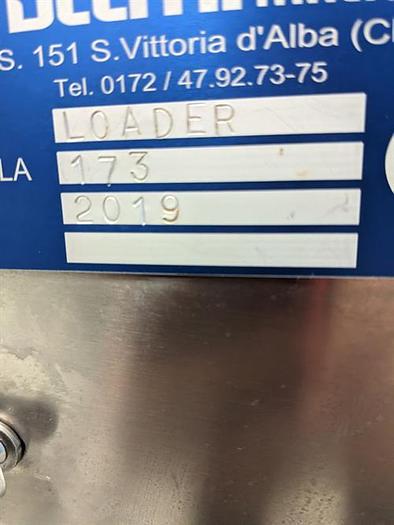 S. 151 S.Vittoria d'Alba (C
Tel. 0172 / 47.92.73-75
LOADER
LA 173
2019